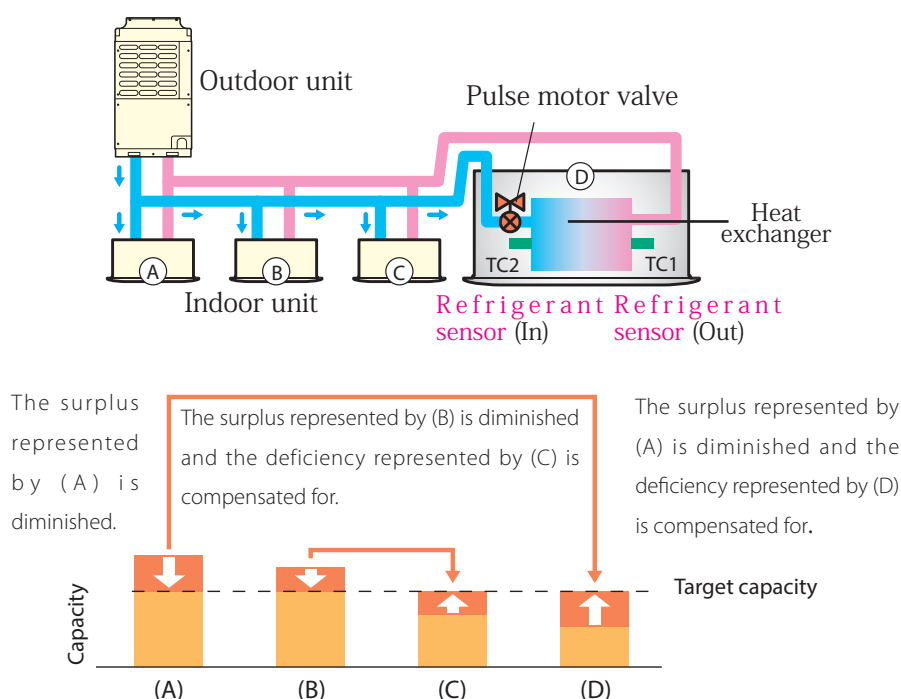 Outdoor unit
Pulse motor valve
D
Heat
exchanger
A
B
C
TC2
TC1
Indoor unit
Refrigerant
sensor (In)
Refrigerant
sensor (Out)
The surplus
represented
by (A) is
diminished.
The surplus represented by (B) is diminished
and the deficiency represented by (C) is
compensated for.
The surplus represented by
(A) is diminished and the
deficiency represented by (D)
is compensated for.
Capacity
Target capacity
(A)
(B)
(C)
(D)